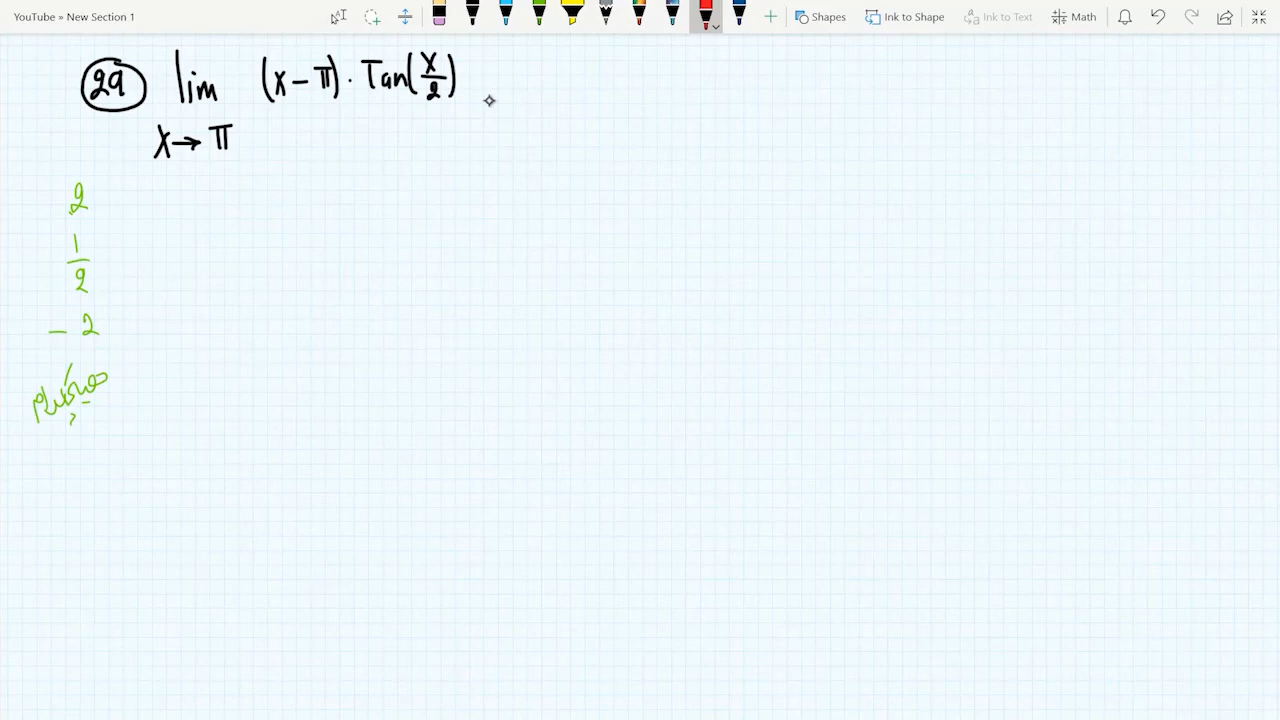 YouTube » New Section 1
Shapes
Ink to Shape
Ink to Text
Math
29 lim (x-π)·Tan(x/2)
x→π
2
1/2
-2